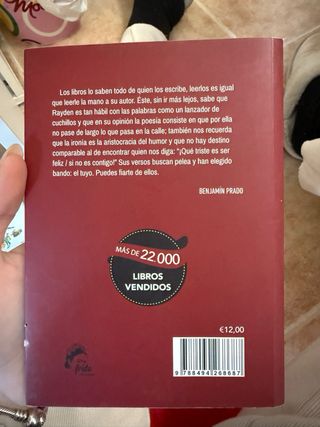 Los libros lo saben todo de quien los escribe, leerlos es igual
que leerle la mano a su autor. Éste, sin ir más lejos, sabe que
Rayden es tan hábil con las palabras como un lanzador de
cuchillos y que en su opinión la poesía consiste en que por ella
no pase de largo lo que pasa en la calle; también nos recuerda
que la ironía es la aristocracia del humor y que no hay destino
comparable al de encontrar quien nos diga: "¡Qué triste es ser
feliz / si no es contigo!" Sus versos buscan pelea y han elegido
bando: el tuyo. Puedes fiarte de ellos.
BENJAMÍN PRADO
MÁS DE 22.000
LIBROS
VENDIDOS
€12,00
9 788494 268687
frida